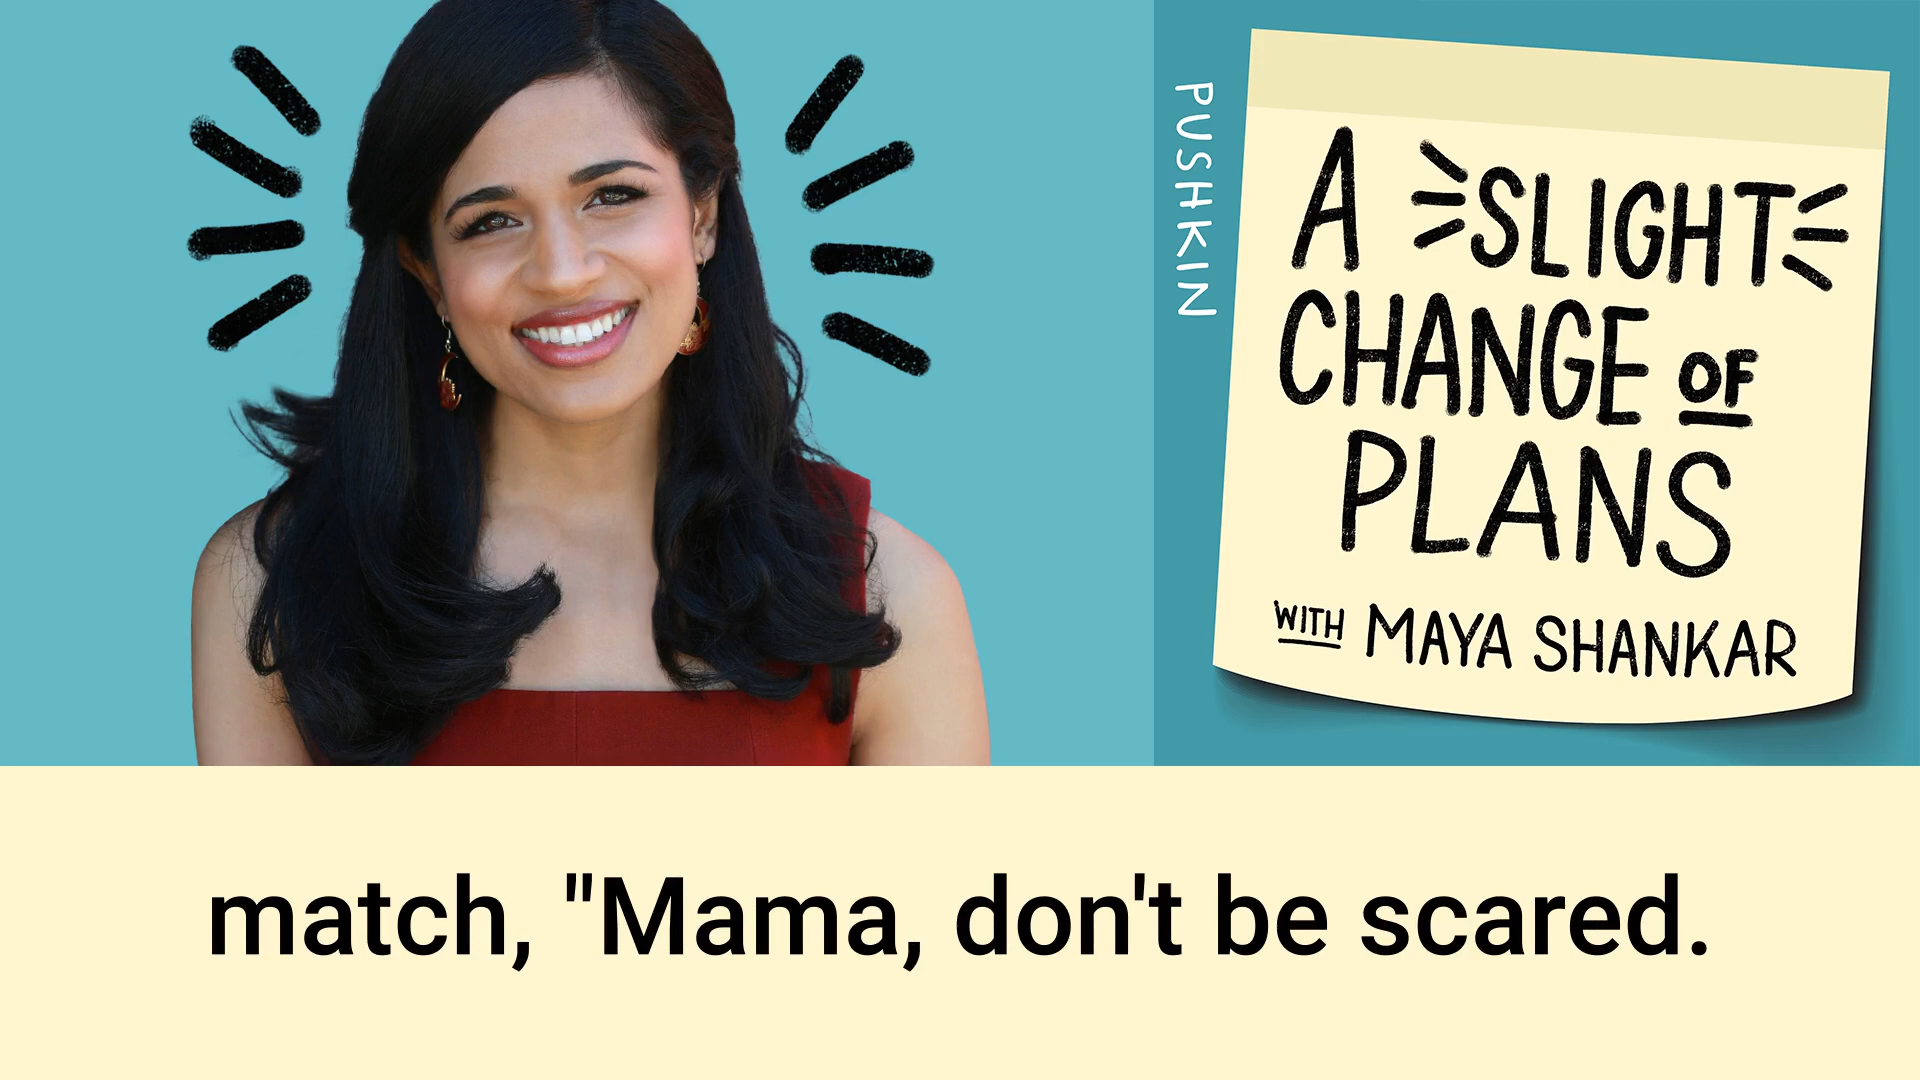 PUSHKIN
A SLIGHT
CHANGE OF
PLANS
WITH MAYA SHANKAR
match, "Mama, don't be scared.